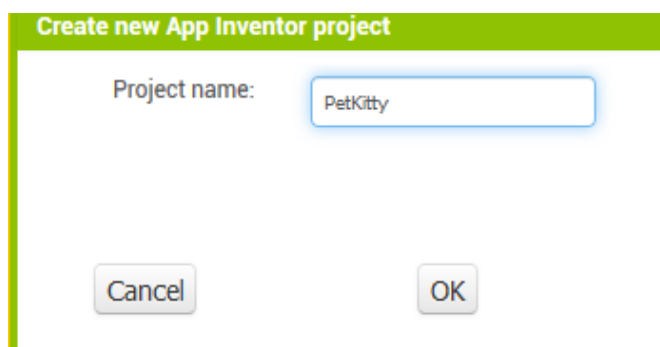 Create new App Inventor project
Project name:
PetKitty
Cancel
OK